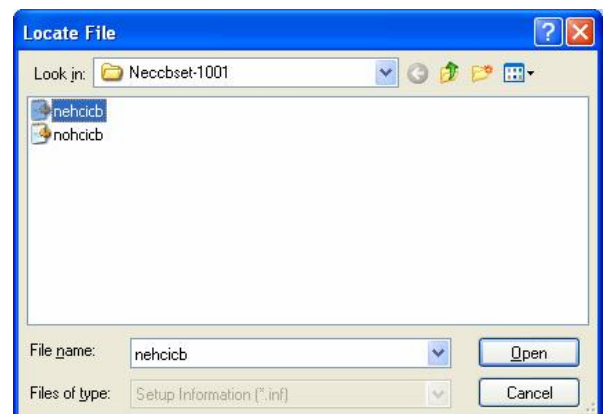 Locate File
Look in: Neccbset-1001
nehcicb
nohcicb
File name: nehcicb Open
Files of type: Setup Information (*.inf) Cancel